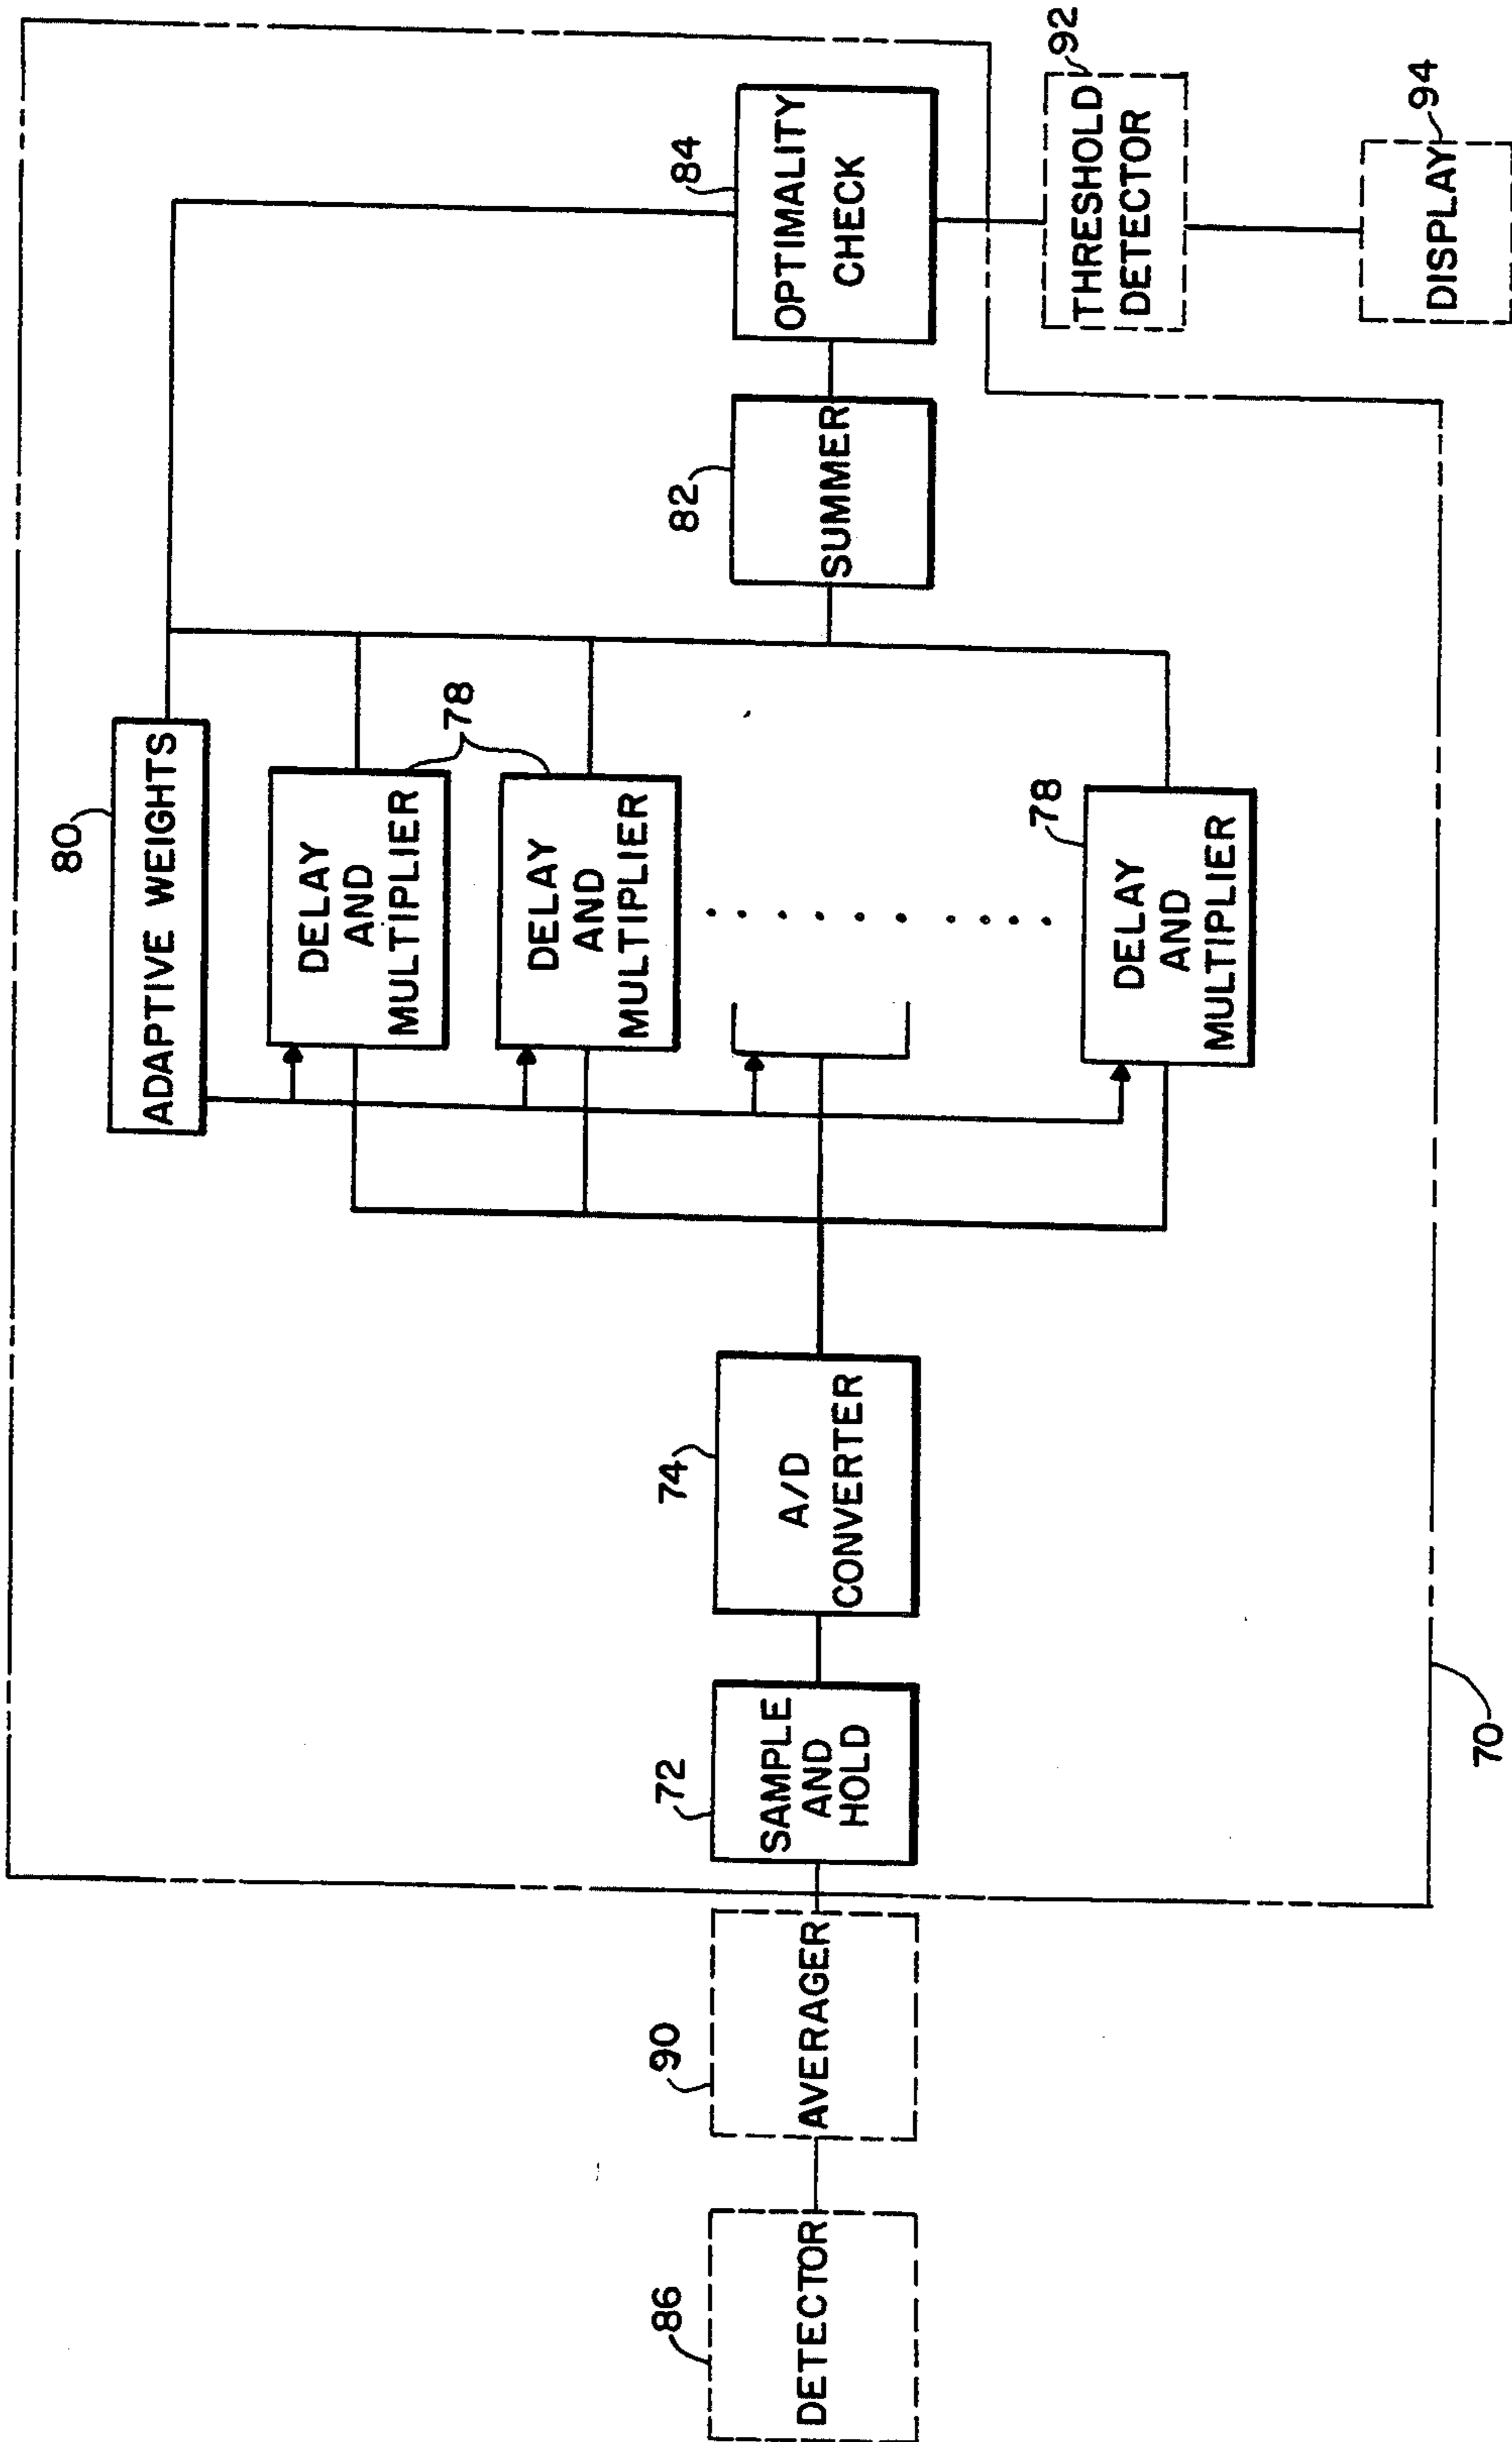 86
DETECTOR
90
AVERAGER
72
SAMPLE
AND
HOLD
74
A/D
CONVERTER
80
ADAPTIVE WEIGHTS
DELAY
AND
MULTIPLIER
78
DELAY
AND
MULTIPLIER
78
DELAY
AND
MULTIPLIER
82
SUMMER
84
OPTIMALITY
CHECK
92
THRESHOLD
DETECTOR
94
DISPLAY
70